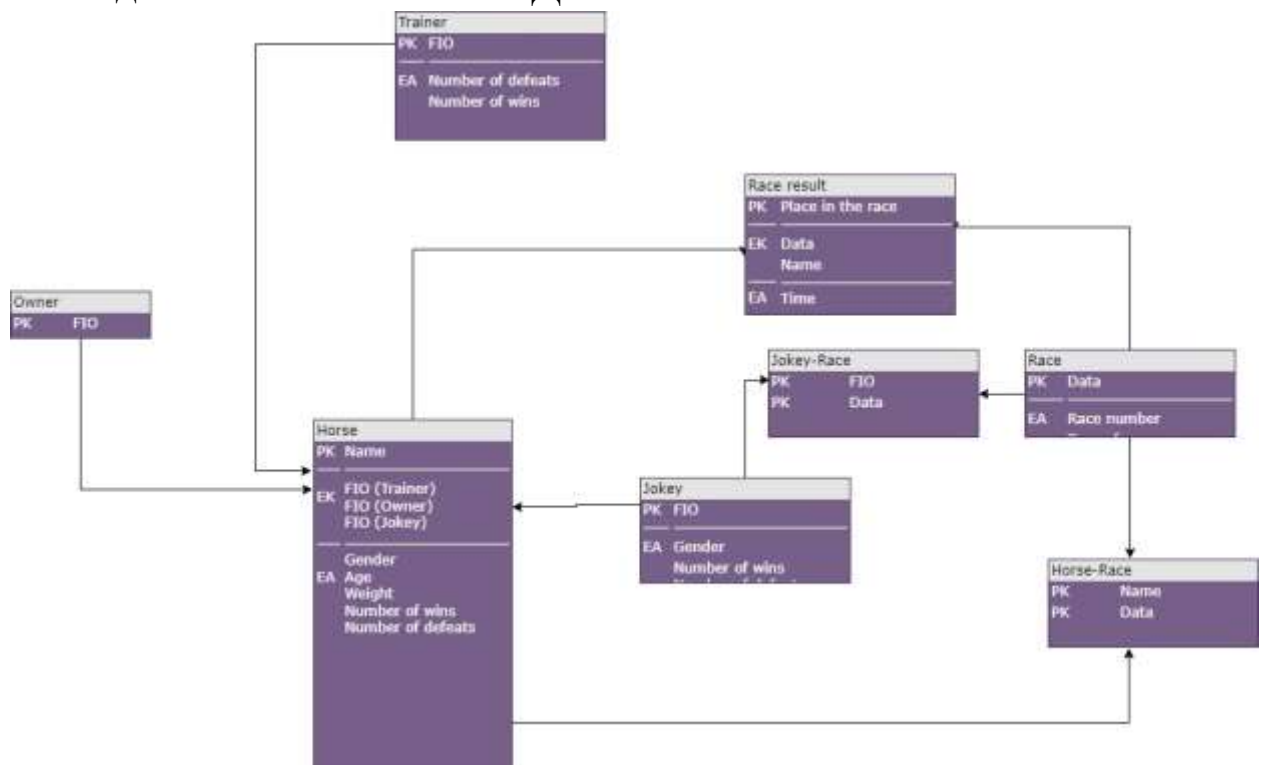 Trainer
PK FIO
EA Number of defeats
Number of wins
Race result
PK Place in the race
EK Data
Name
EA Time
Owner
PK FIO
Jokey-Race
PK FIO
PK Data
Race
PK Data
EA Race number
Horse
PK Name
EK FIO (Trainer)
FIO (Owner)
FIO (Jokey)
Gender
EA Age
Weight
Number of wins
Number of defeats
Jokey
PK FIO
EA Gender
Number of wins
Horse-Race
PK Name
PK Data